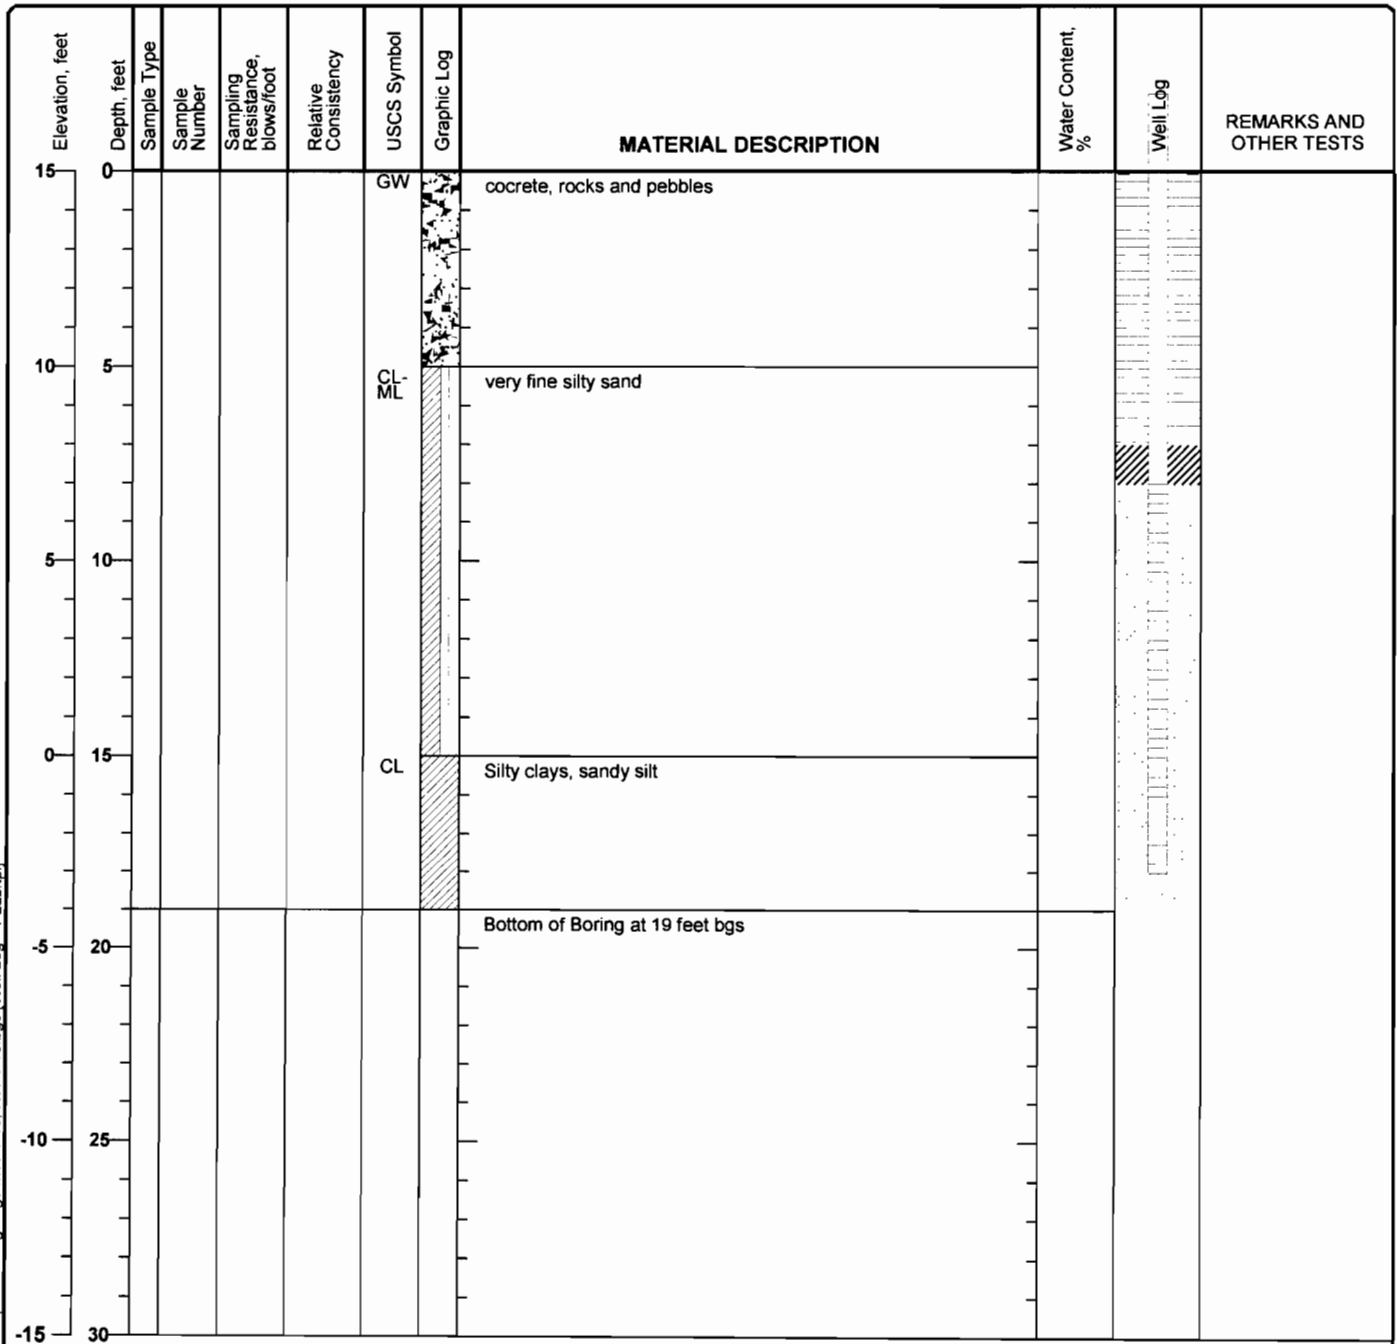 Elevation, feet
Depth, feet
Sample Type
Sample
Number
Sampling
Resistance,
blows/foot
Relative
Consistency
USCS Symbol
Graphic Log
MATERIAL DESCRIPTION
Water Content,
%
Well Log
REMARKS AND
OTHER TESTS
15 0
GW cocrete, rocks and pebbles
10 5
CL-
ML
very fine silty sand
5 10
0 15
CL Silty clays, sandy silt
Bottom of Boring at 19 feet bgs
-5 20
-10 25
-15 30